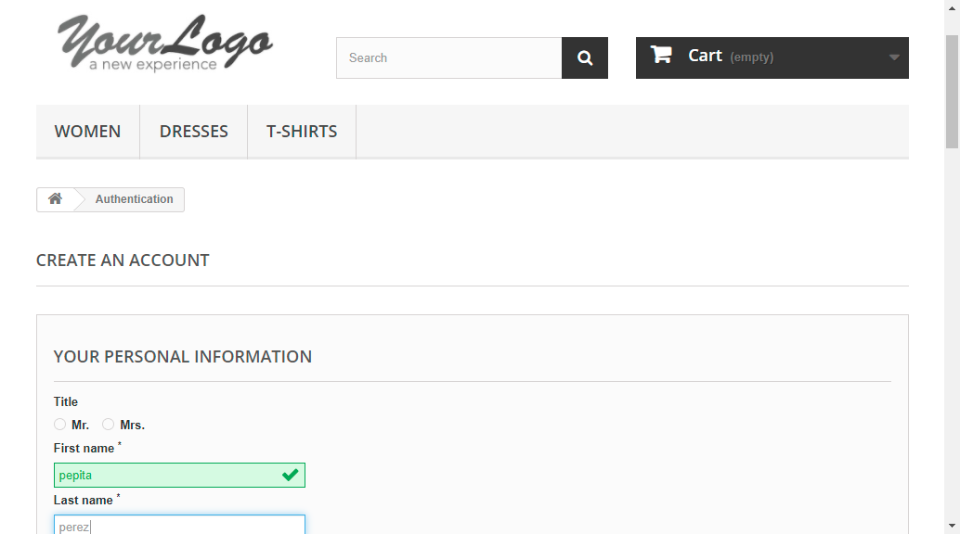 YourLogo
a new experience
Search
Cart (empty)
WOMEN DRESSES T-SHIRTS
Authentication
CREATE AN ACCOUNT
YOUR PERSONAL INFORMATION
Title
Mr. Mrs.
First name *
pepita
Last name *
perez